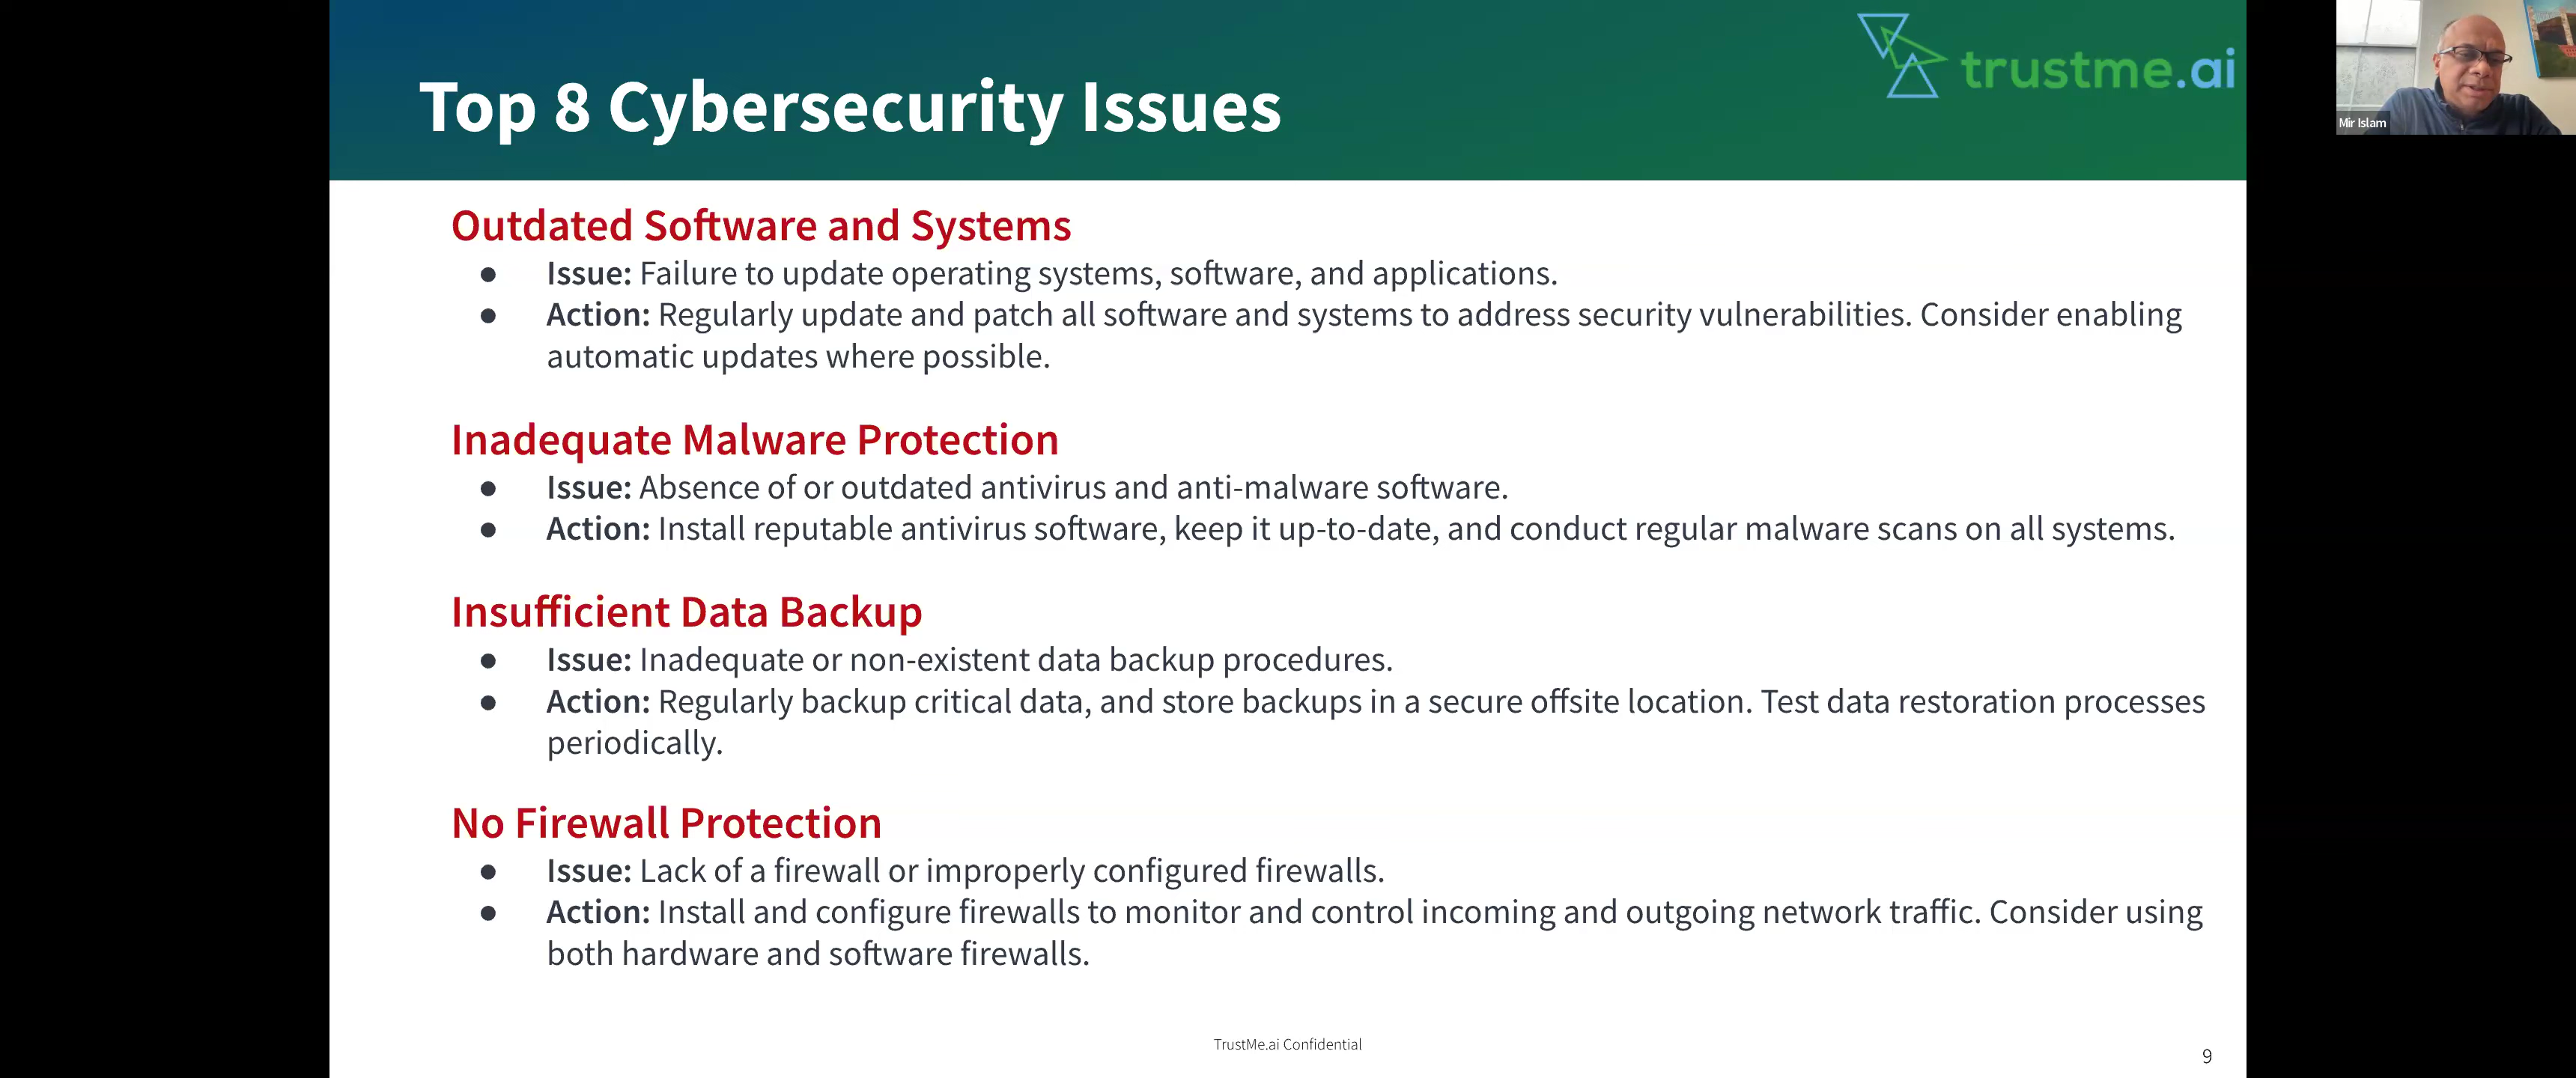 Top 8 Cybersecurity Issues
trustme.ai
Mir Islam
Outdated Software and Systems
● Issue: Failure to update operating systems, software, and applications.
● Action: Regularly update and patch all software and systems to address security vulnerabilities. Consider enabling
automatic updates where possible.
Inadequate Malware Protection
● Issue: Absence of or outdated antivirus and anti-malware software.
● Action: Install reputable antivirus software, keep it up-to-date, and conduct regular malware scans on all systems.
Insufficient Data Backup
● Issue: Inadequate or non-existent data backup procedures.
● Action: Regularly backup critical data, and store backups in a secure offsite location. Test data restoration processes
periodically.
No Firewall Protection
● Issue: Lack of a firewall or improperly configured firewalls.
● Action: Install and configure firewalls to monitor and control incoming and outgoing network traffic. Consider using
both hardware and software firewalls.
TrustMe.ai Confidential
9